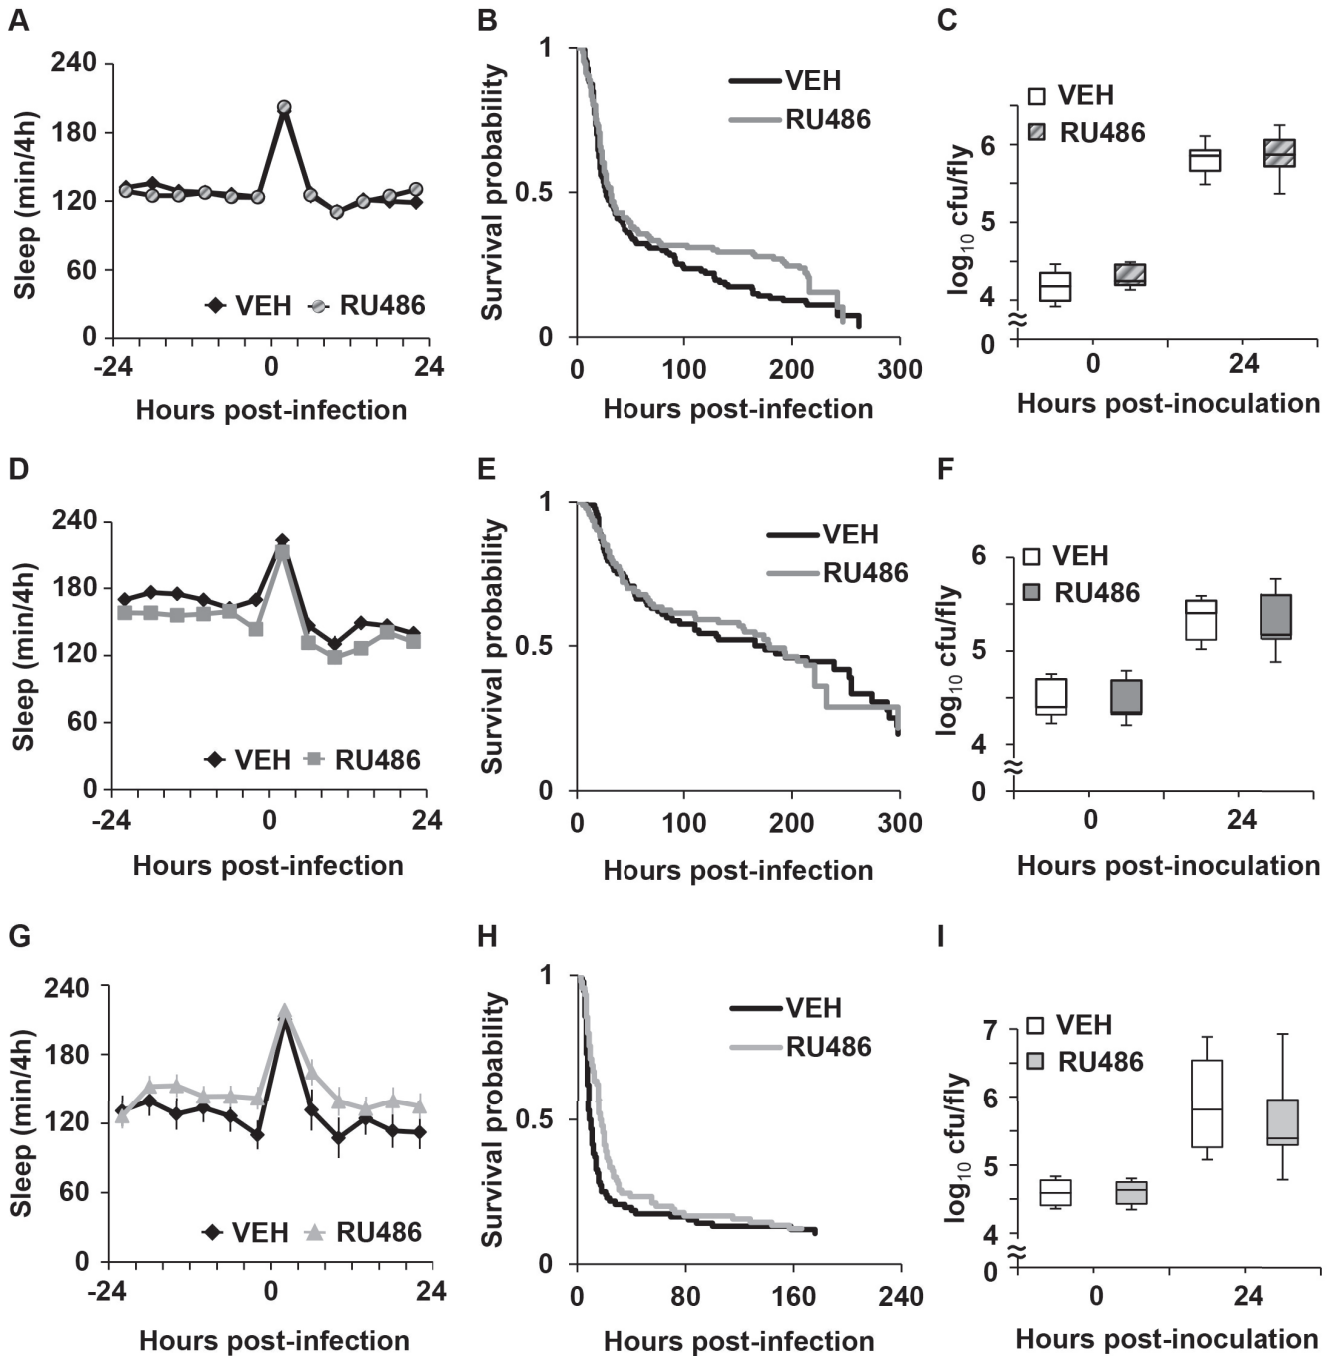 A
240
180
120
60
0
-24
0
24
Sleep (min/4h)
VEH
RU486
Hours post-infection
B
1
0.5
0
0
100
200
300
Survival probability
VEH
RU486
Hours post-infection
C
VEH
RU486
6
5
4
0
log10 cfu/fly
0
24
Hours post-inoculation
D
240
180
120
60
0
-24
0
24
Sleep (min/4h)
VEH
RU486
Hours post-infection
E
1
0.5
0
0
100
200
300
Survival probability
VEH
RU486
Hours post-infection
F
VEH
RU486
6
5
4
0
log10 cfu/fly
0
24
Hours post-inoculation
G
240
180
120
60
0
-24
0
24
Sleep (min/4h)
VEH
RU486
Hours post-infection
H
1
0.5
0
0
80
160
240
Survival probability
VEH
RU486
Hours post-infection
I
VEH
RU486
7
6
5
4
0
log10 cfu/fly
0
24
Hours post-inoculation